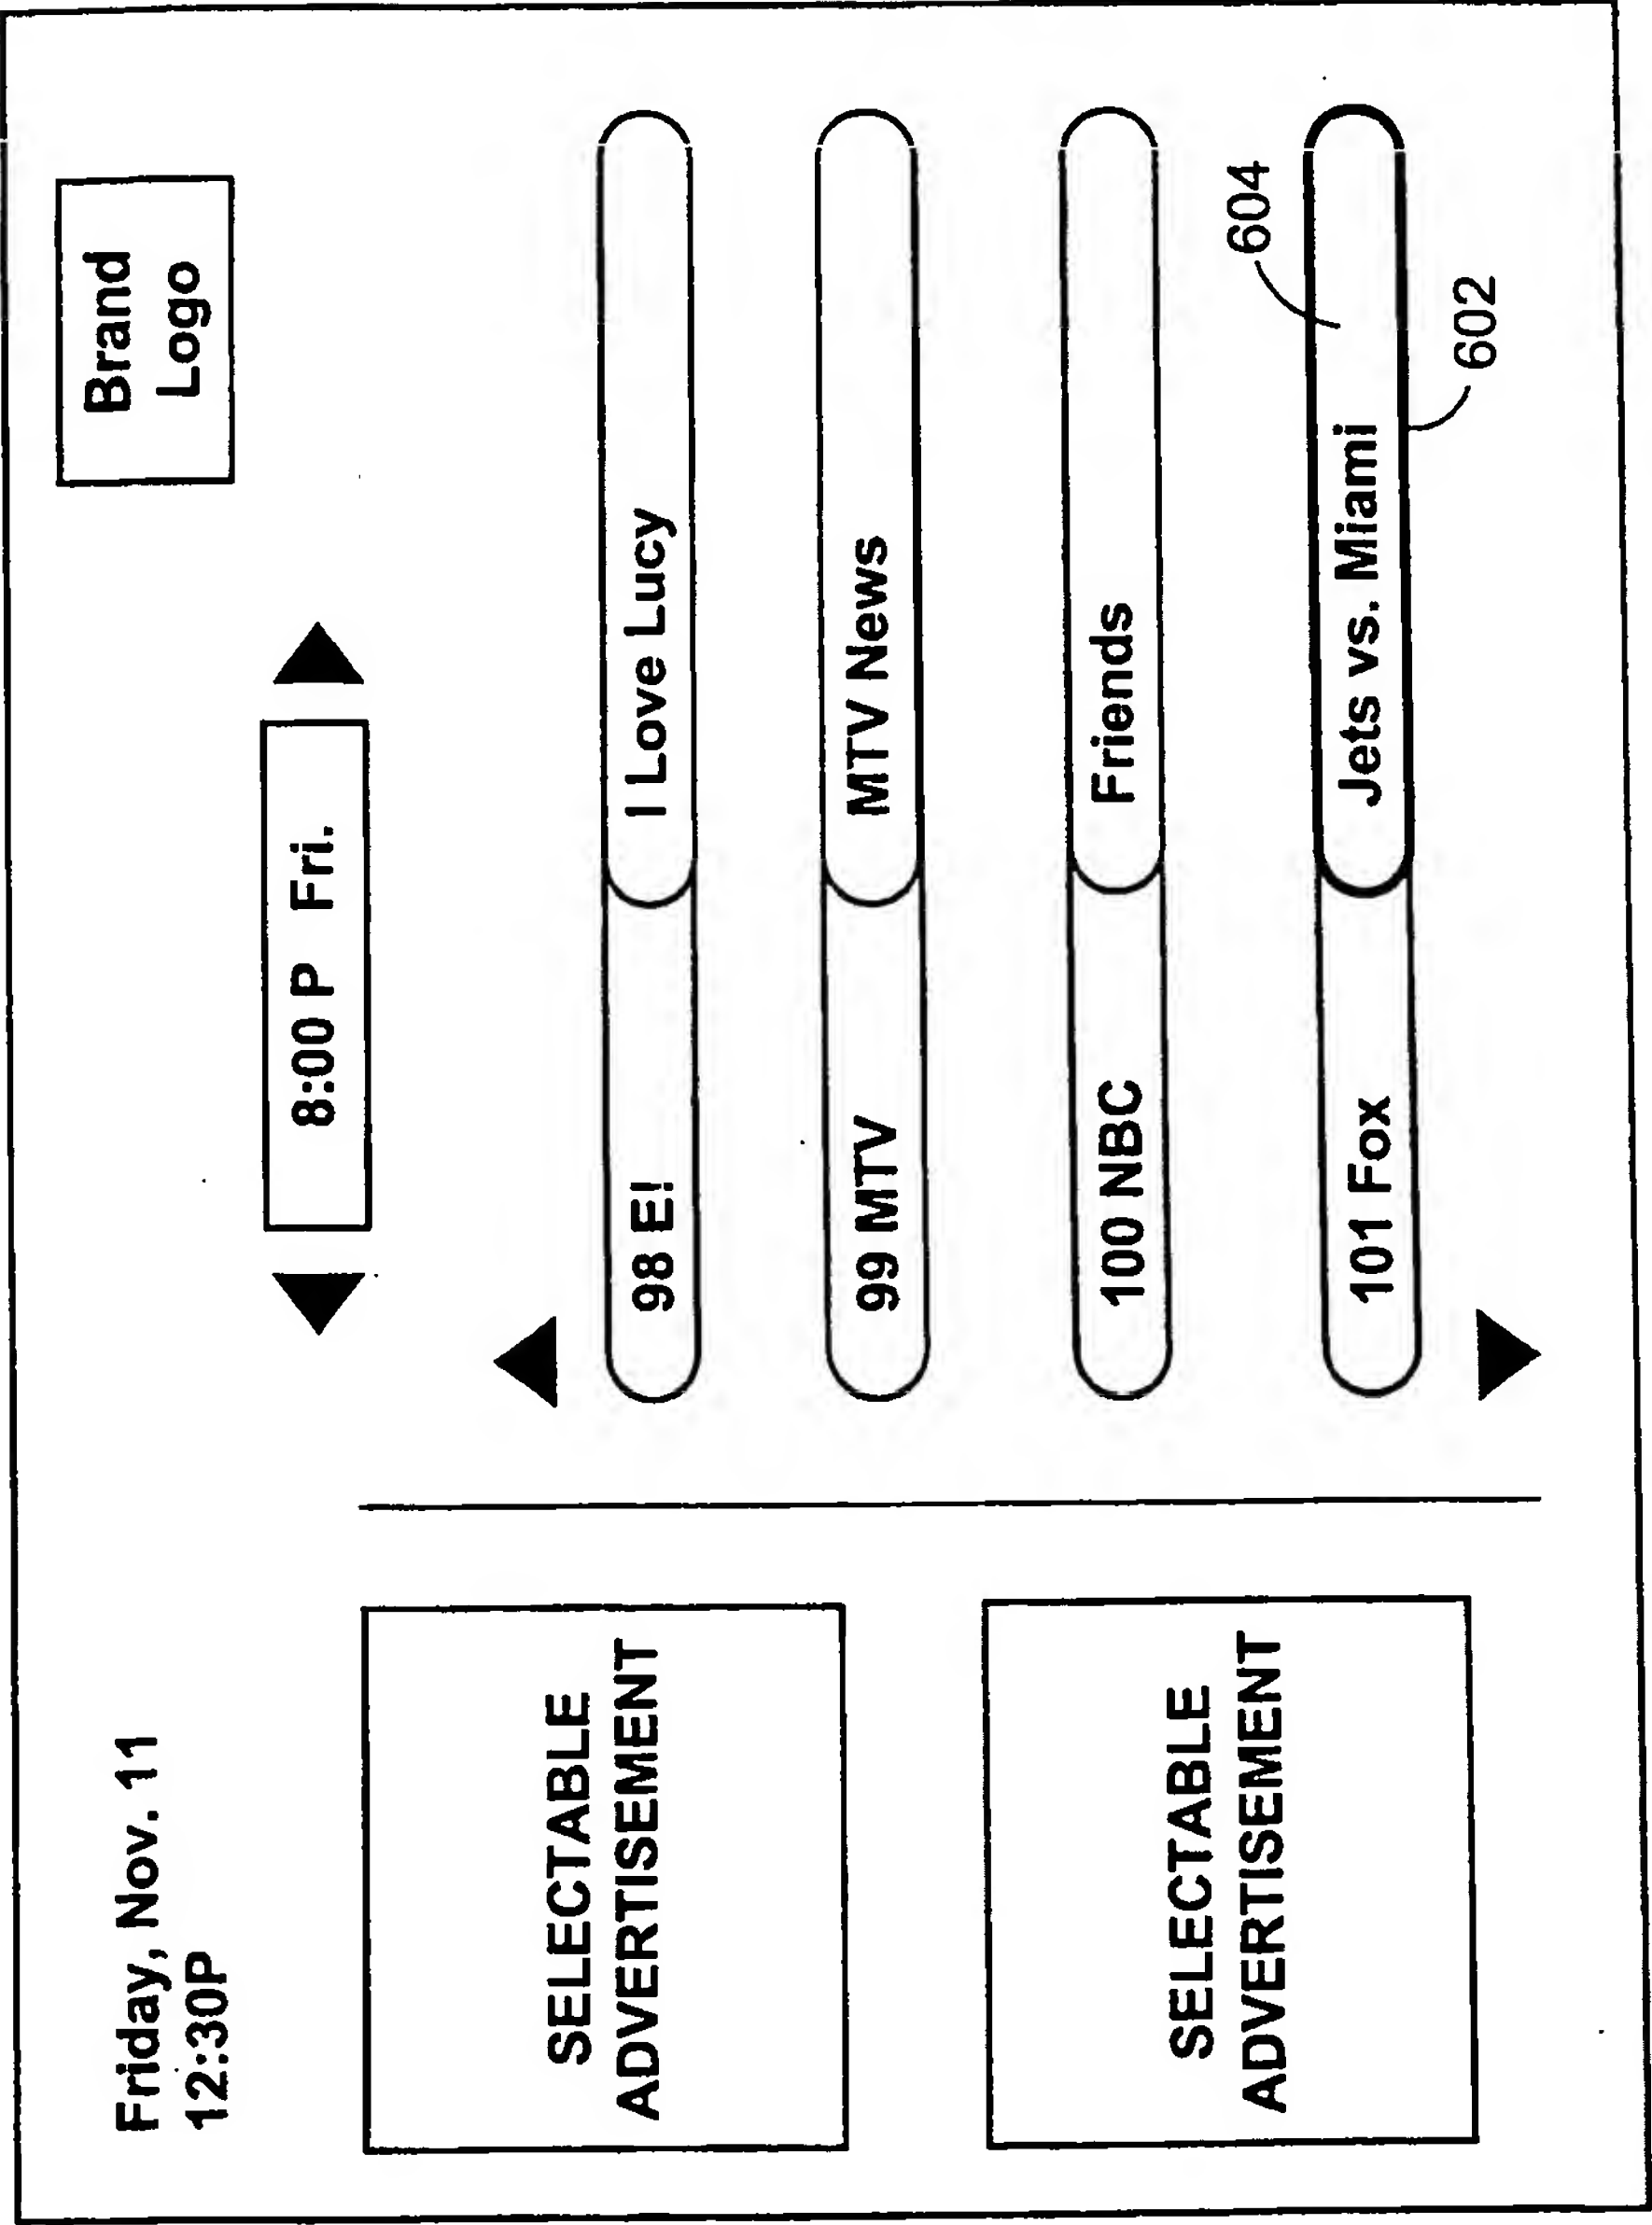 Friday, Nov. 11
12:30P
Brand
Logo
8:00 P Fri.
98 E!
I Love Lucy
99 MTV
MTV News
100 NBC
Friends
604
101 Fox
Jets vs. Miami
602
SELECTABLE
ADVERTISEMENT
SELECTABLE
ADVERTISEMENT